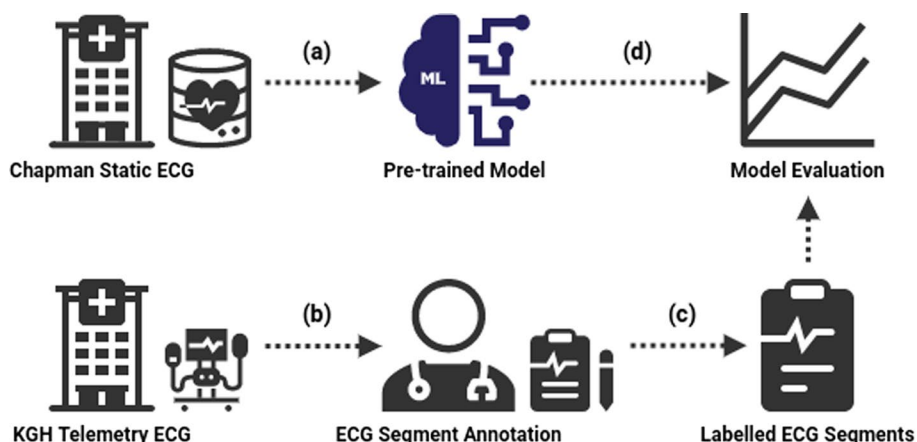 (a)
(d)
ML
Chapman Static ECG
Pre-trained Model
Model Evaluation
(b)
(c)
KGH Telemetry ECG
ECG Segment Annotation
Labelled ECG Segments